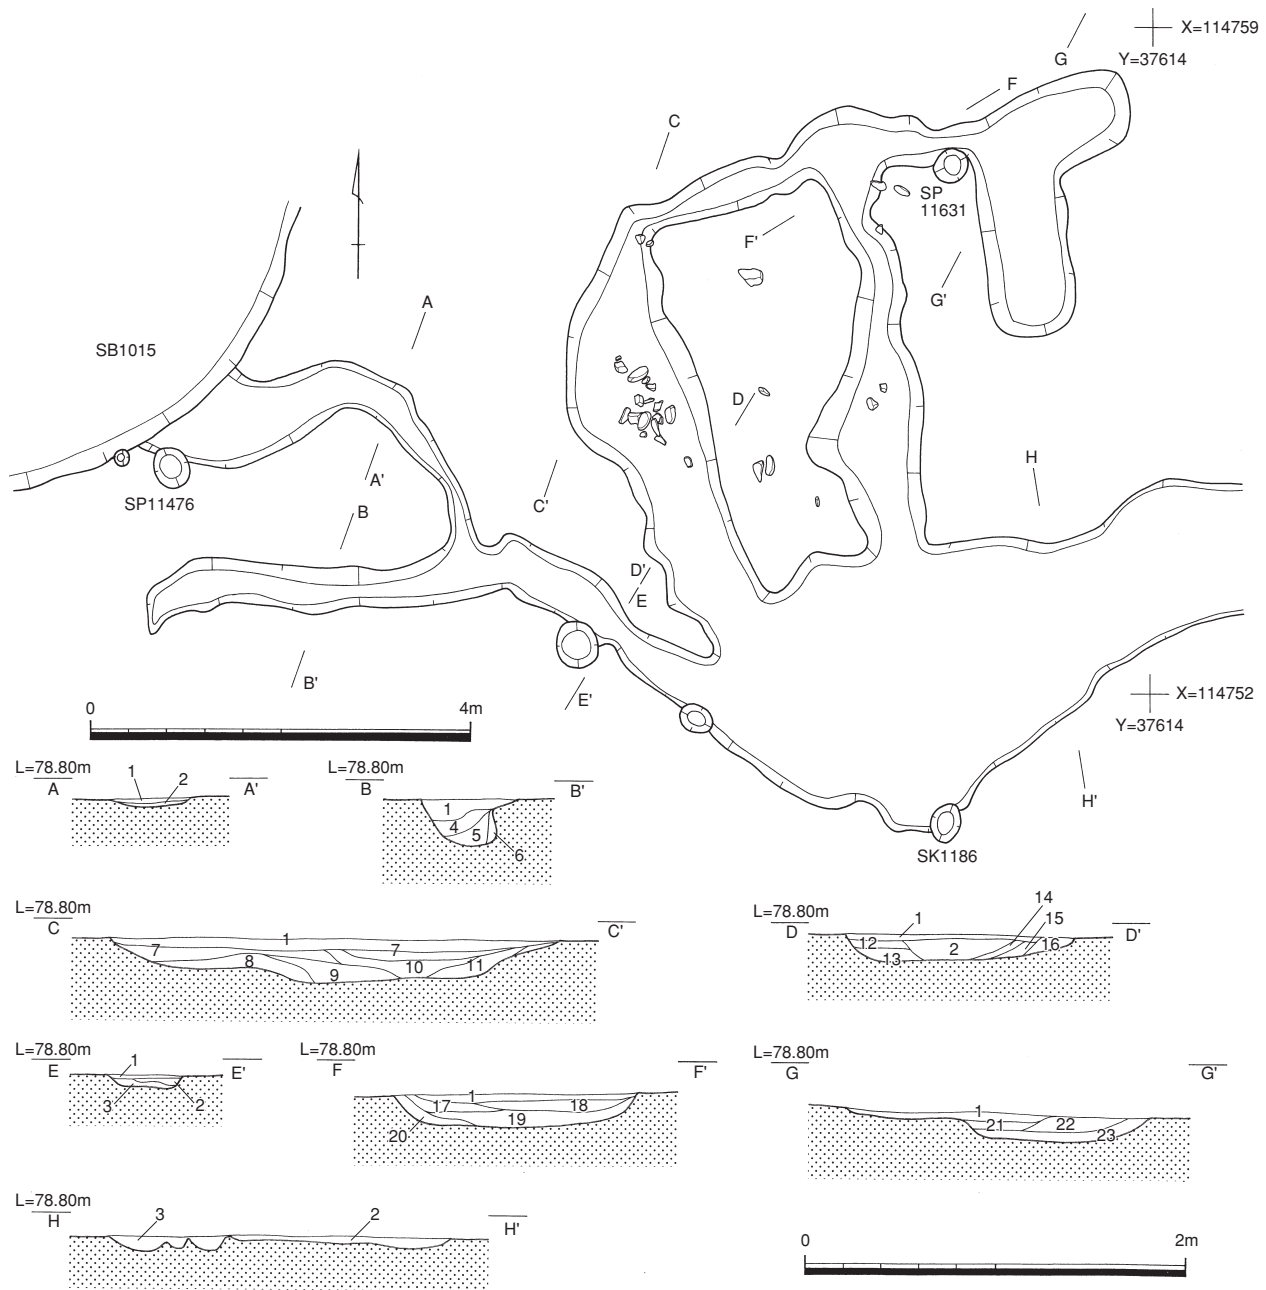 X=114759
Y=37614
G
F
C
SP
11631
F'
G'
A
SB1015
D
H
A'
SP11476
C'
B
D'
E
B'
E'
X=114752
Y=37614
0 4m
H'
SK1186
L=78.80m
A A'
1 2
L=78.80m
B B'
1
4 5
6
L=78.80m
C C'
7 1 7
8 9 10 11
L=78.80m
D D'
1 14
15
12 2 16
13
L=78.80m
E E'
1
3 2
L=78.80m
F F'
1
17 18
19
20
L=78.80m
G G'
1
21 22
23
L=78.80m
H H'
3 2
0 2m